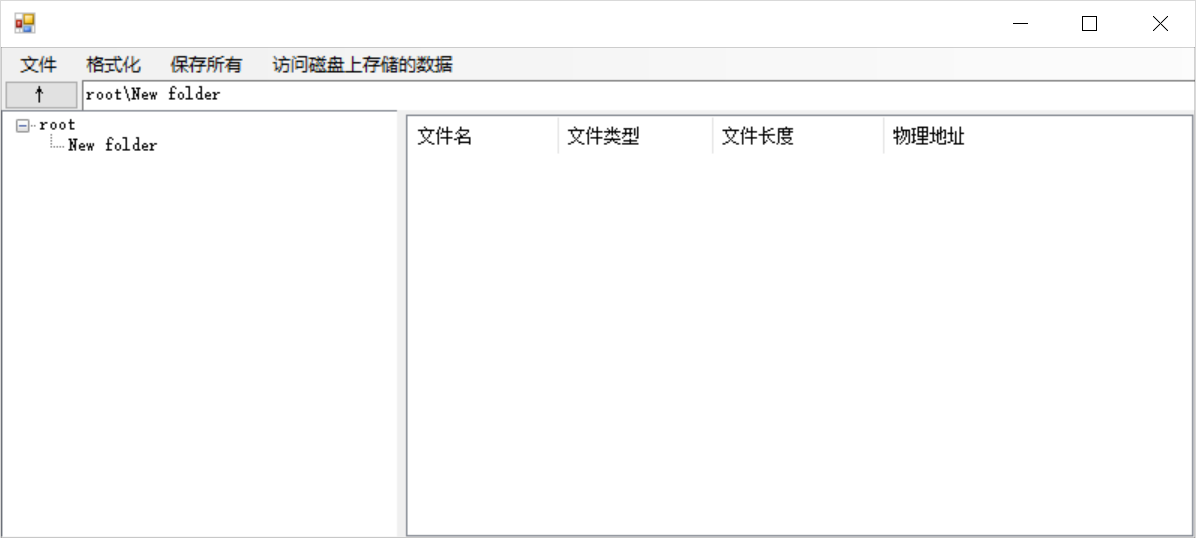 文件 格式化 保存所有 访问磁盘上存储的数据
↑ root\New folder
root
New folder
文件名 文件类型 文件长度 物理地址